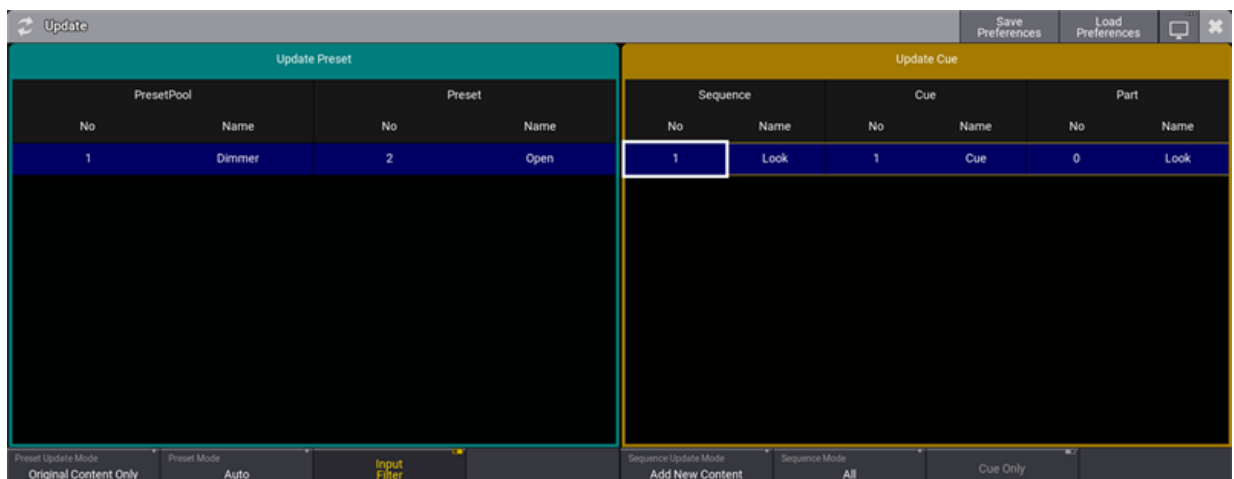 Update
Save
Preferences
Load
Preferences
Update Preset
Update Cue
PresetPool
Preset
Sequence
Cue
Part
No
Name
No
Name
No
Name
No
Name
No
Name
1
Dimmer
2
Open
1
Look
1
Cue
0
Look
Preset Update Mode
Original Content Only
Preset Mode
Auto
Input
Filter
Sequence Update Mode
Add New Content
Sequence Mode
All
Cue Only